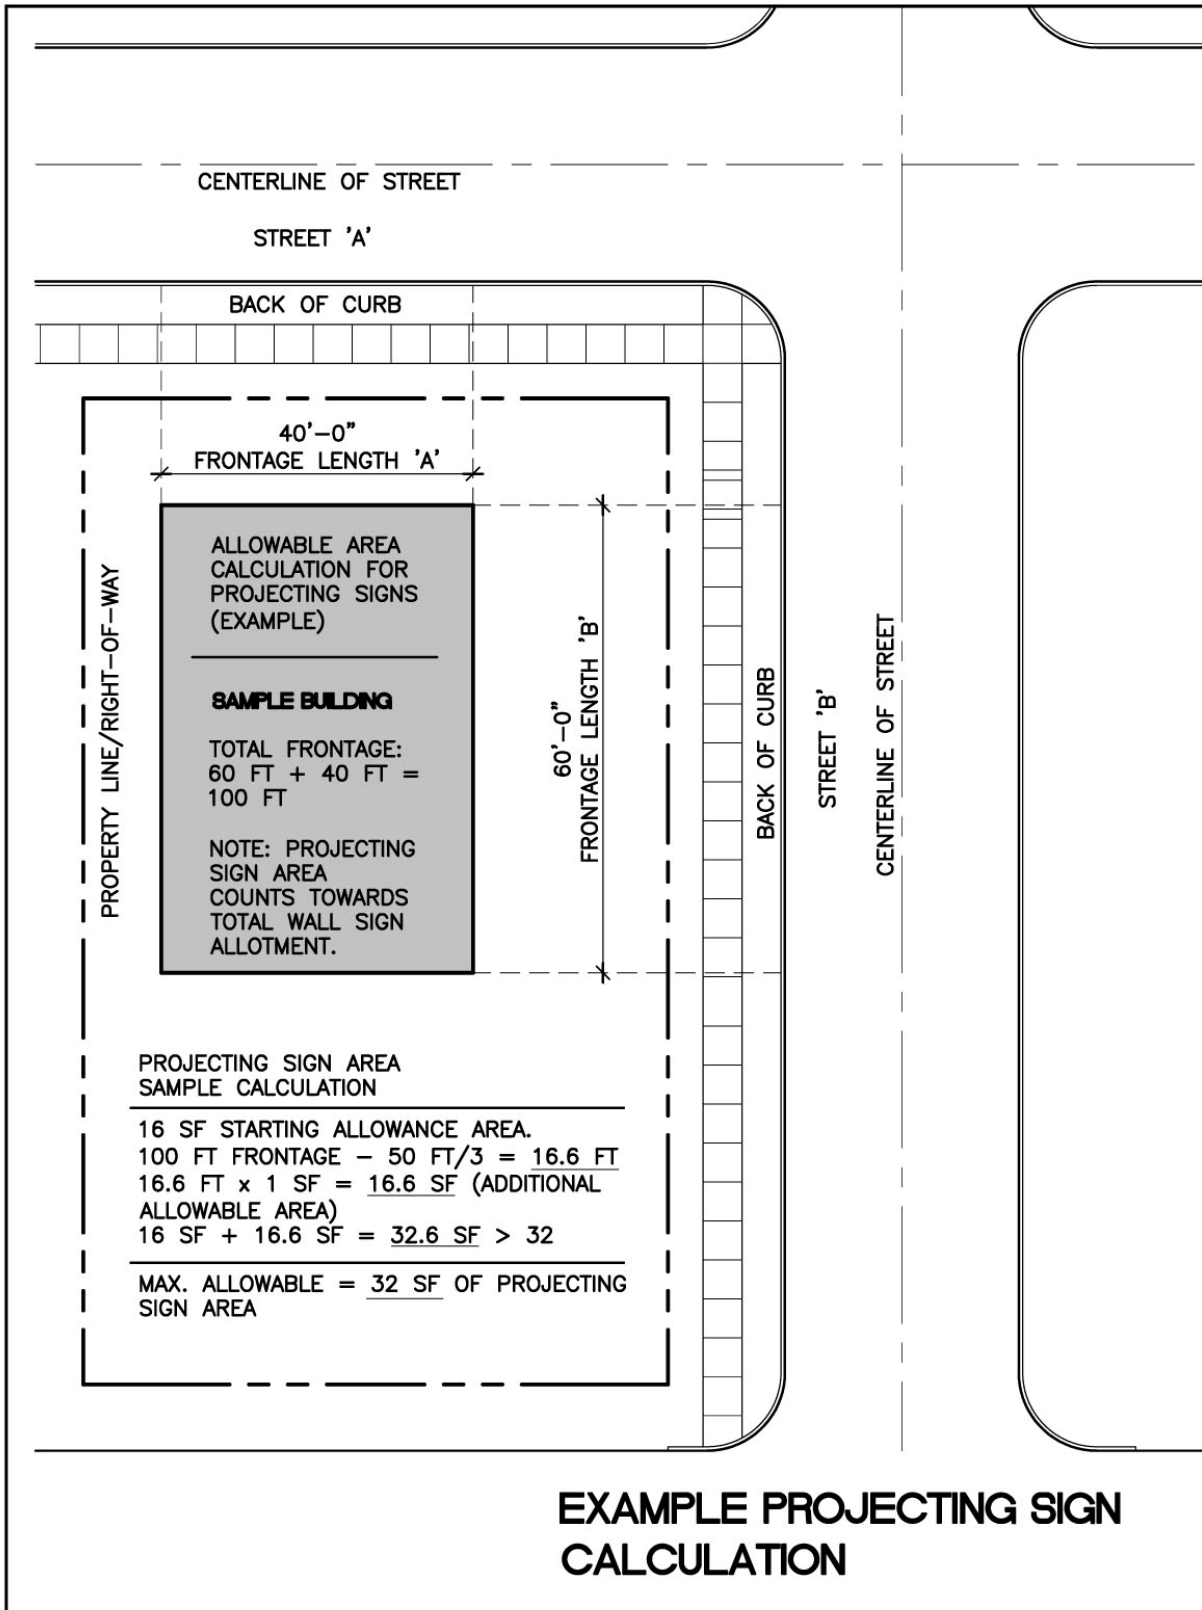 CENTERLINE OF STREET
STREET 'A'
BACK OF CURB
40'-0"
FRONTAGE LENGTH 'A'
ALLOWABLE AREA
CALCULATION FOR
PROJECTING SIGNS
(EXAMPLE)
SAMPLE BUILDING
TOTAL FRONTAGE:
60 FT + 40 FT =
100 FT
NOTE: PROJECTING
SIGN AREA
COUNTS TOWARDS
TOTAL WALL SIGN
ALLOTMENT.
PROPERTY LINE/RIGHT-OF-WAY
60'-0"
FRONTAGE LENGTH 'B'
BACK OF CURB
STREET 'B'
CENTERLINE OF STREET
PROJECTING SIGN AREA
SAMPLE CALCULATION
16 SF STARTING ALLOWANCE AREA.
100 FT FRONTAGE - 50 FT/3 = 16.6 FT
16.6 FT x 1 SF = 16.6 SF (ADDITIONAL
ALLOWABLE AREA)
16 SF + 16.6 SF = 32.6 SF > 32
MAX. ALLOWABLE = 32 SF OF PROJECTING
SIGN AREA
EXAMPLE PROJECTING SIGN
CALCULATION